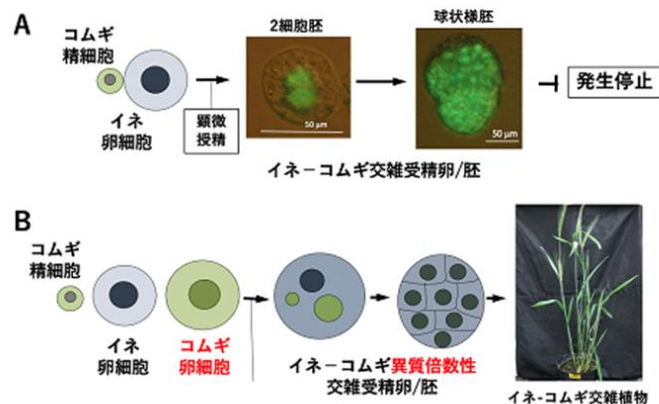 A
コムギ
精細胞
イネ
卵細胞
顕微
授精
2細胞胚
50 μm
球状様胚
50 μm
発生停止
イネ－コムギ交雑受精卵/胚
B
コムギ
精細胞
イネ
卵細胞
コムギ
卵細胞
イネ－コムギ異質倍数性
交雑受精卵/胚
イネ-コムギ交雑植物